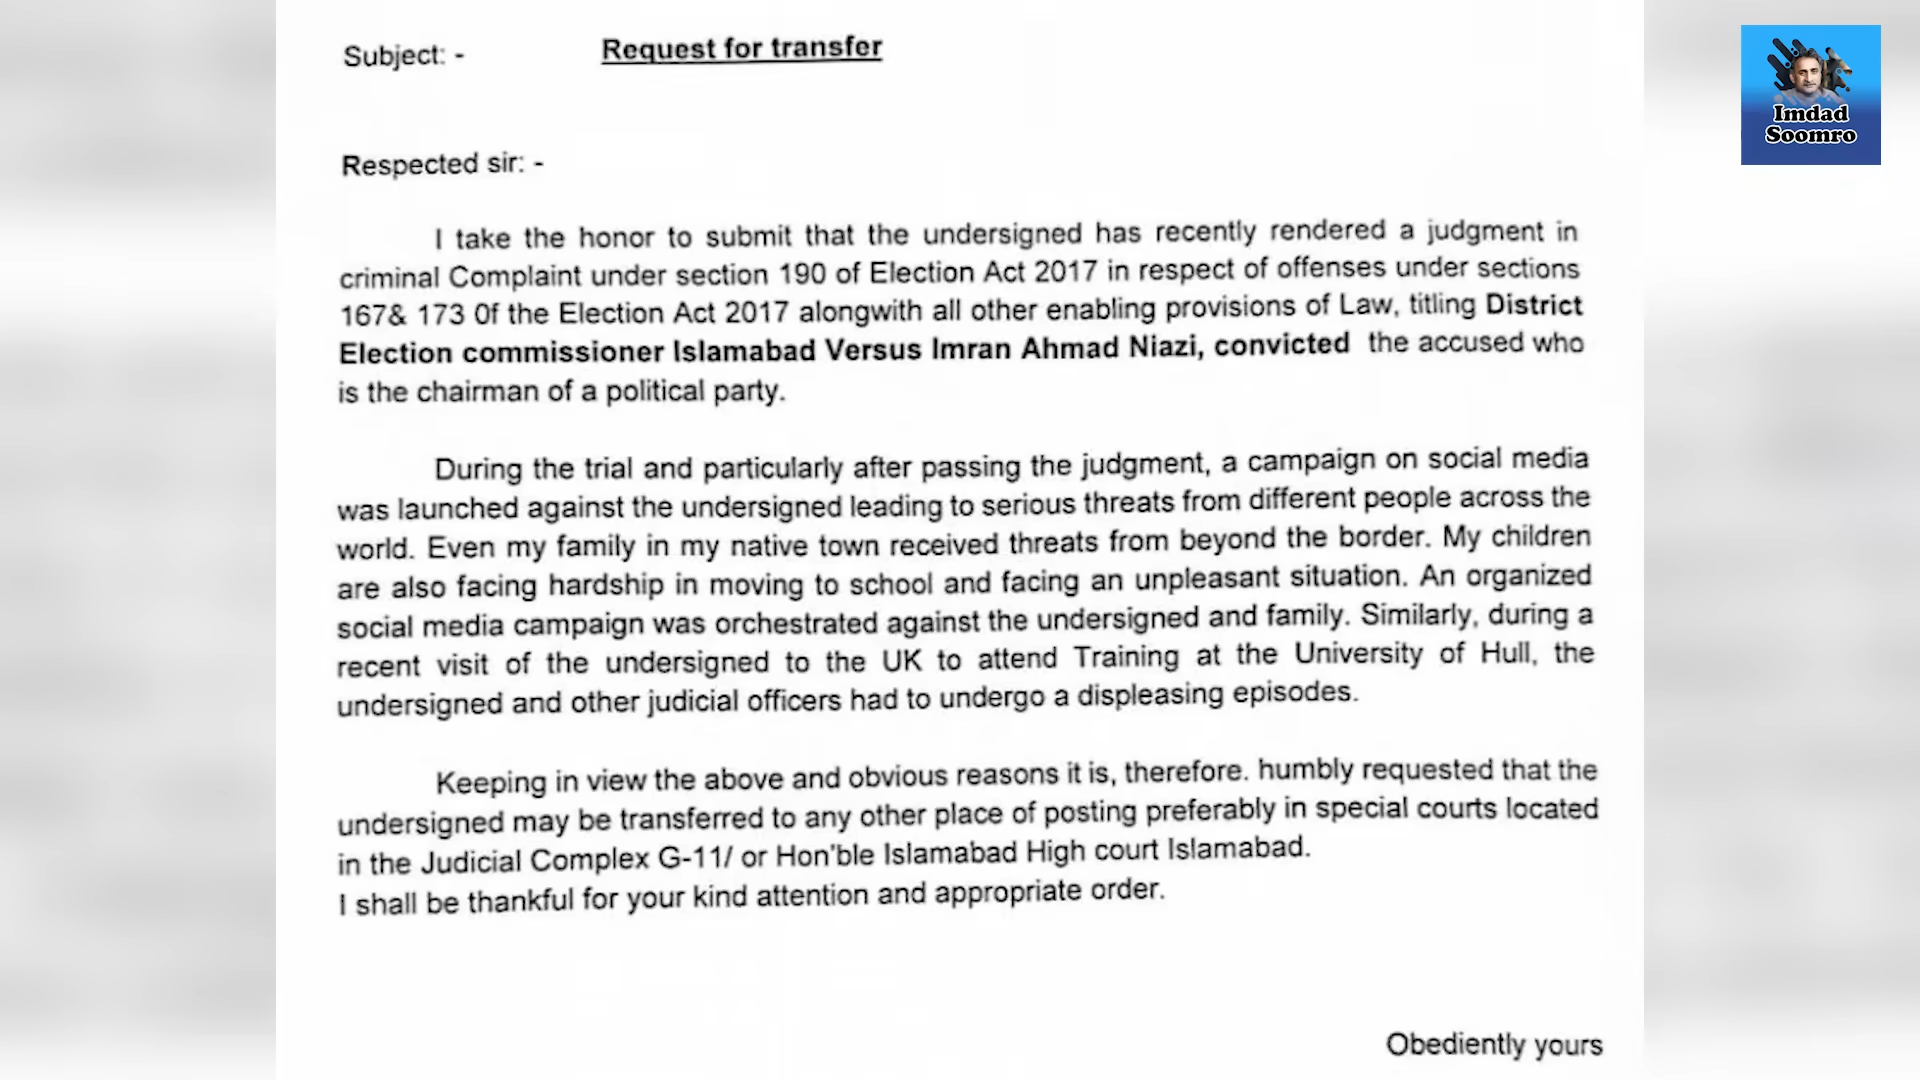 Subject: - Request for transfer
Imdad
Soomro
Respected sir: -
I take the honor to submit that the undersigned has recently rendered a judgment in
criminal Complaint under section 190 of Election Act 2017 in respect of offenses under sections
167& 173 0f the Election Act 2017 alongwith all other enabling provisions of Law, titling District
Election commissioner Islamabad Versus Imran Ahmad Niazi, convicted the accused who
is the chairman of a political party.
During the trial and particularly after passing the judgment, a campaign on social media
was launched against the undersigned leading to serious threats from different people across the
world. Even my family in my native town received threats from beyond the border. My children
are also facing hardship in moving to school and facing an unpleasant situation. An organized
social media campaign was orchestrated against the undersigned and family. Similarly, during a
recent visit of the undersigned to the UK to attend Training at the University of Hull, the
undersigned and other judicial officers had to undergo a displeasing episodes.
Keeping in view the above and obvious reasons it is, therefore. humbly requested that the
undersigned may be transferred to any other place of posting preferably in special courts located
in the Judicial Complex G-11/ or Hon'ble Islamabad High court Islamabad.
I shall be thankful for your kind attention and appropriate order.
Obediently yours